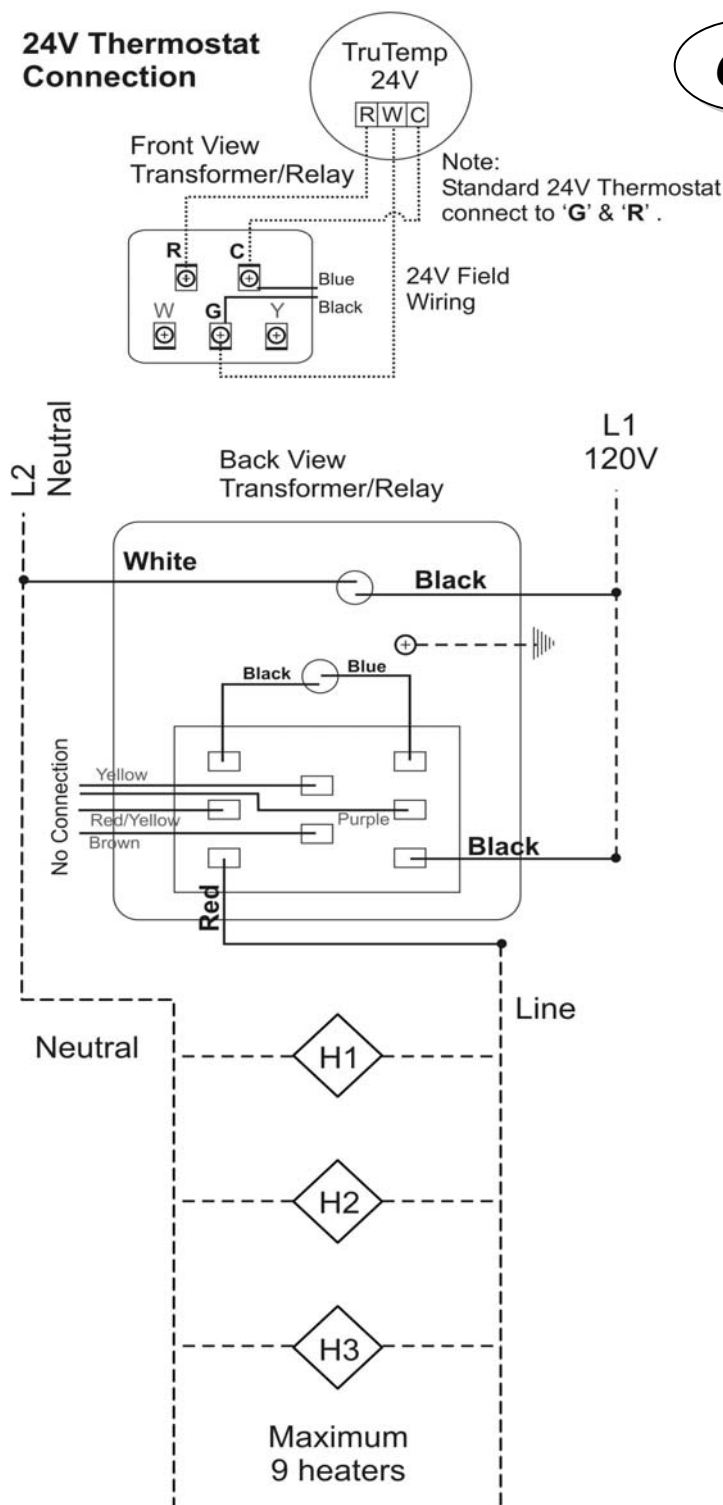 24V Thermostat
Connection
TruTemp
24V
R W C
Front View
Transformer/Relay
Note:
Standard 24V Thermostat
connect to ‘G’ & ‘R’ .
R C
Blue
Black
W G Y
24V Field
Wiring
L2
Neutral
L1
120V
Back View
Transformer/Relay
White
Black
Black
Blue
No Connection
Yellow
Red/Yellow
Purple
Brown
Black
Red
Line
Neutral
H1
H2
H3
Maximum
9 heaters